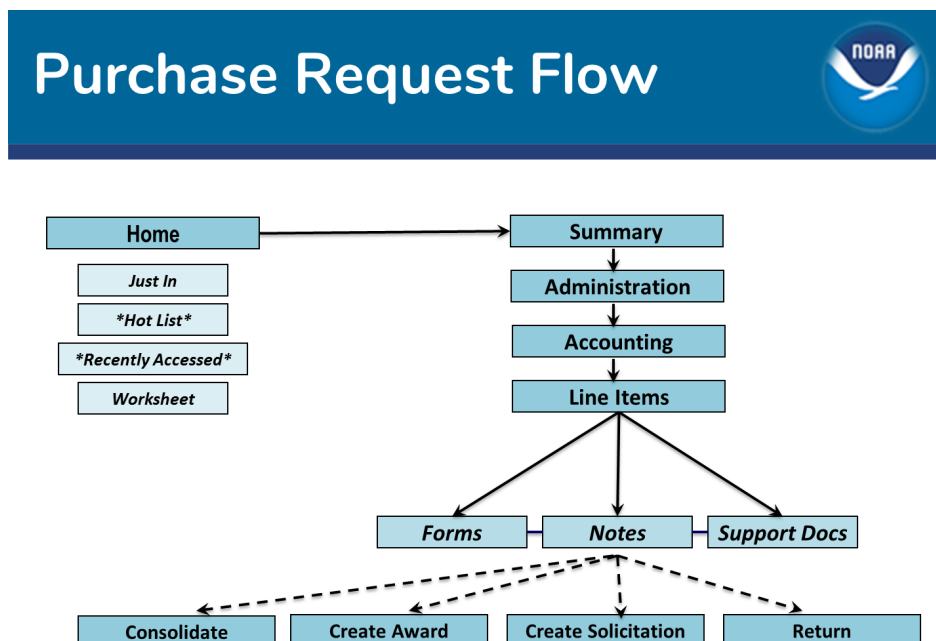 Purchase Request Flow
NOAA
Home
Summary
Just In
Administration
*Hot List*
Accounting
*Recently Accessed*
Worksheet
Line Items
Forms
Notes
Support Docs
Consolidate
Create Award
Create Solicitation
Return